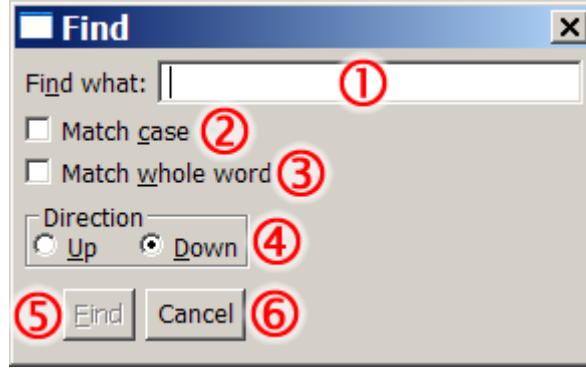 Find
Find what: ①
Match case ②
Match whole word ③
Direction
Up Down ④
⑤ Find Cancel ⑥